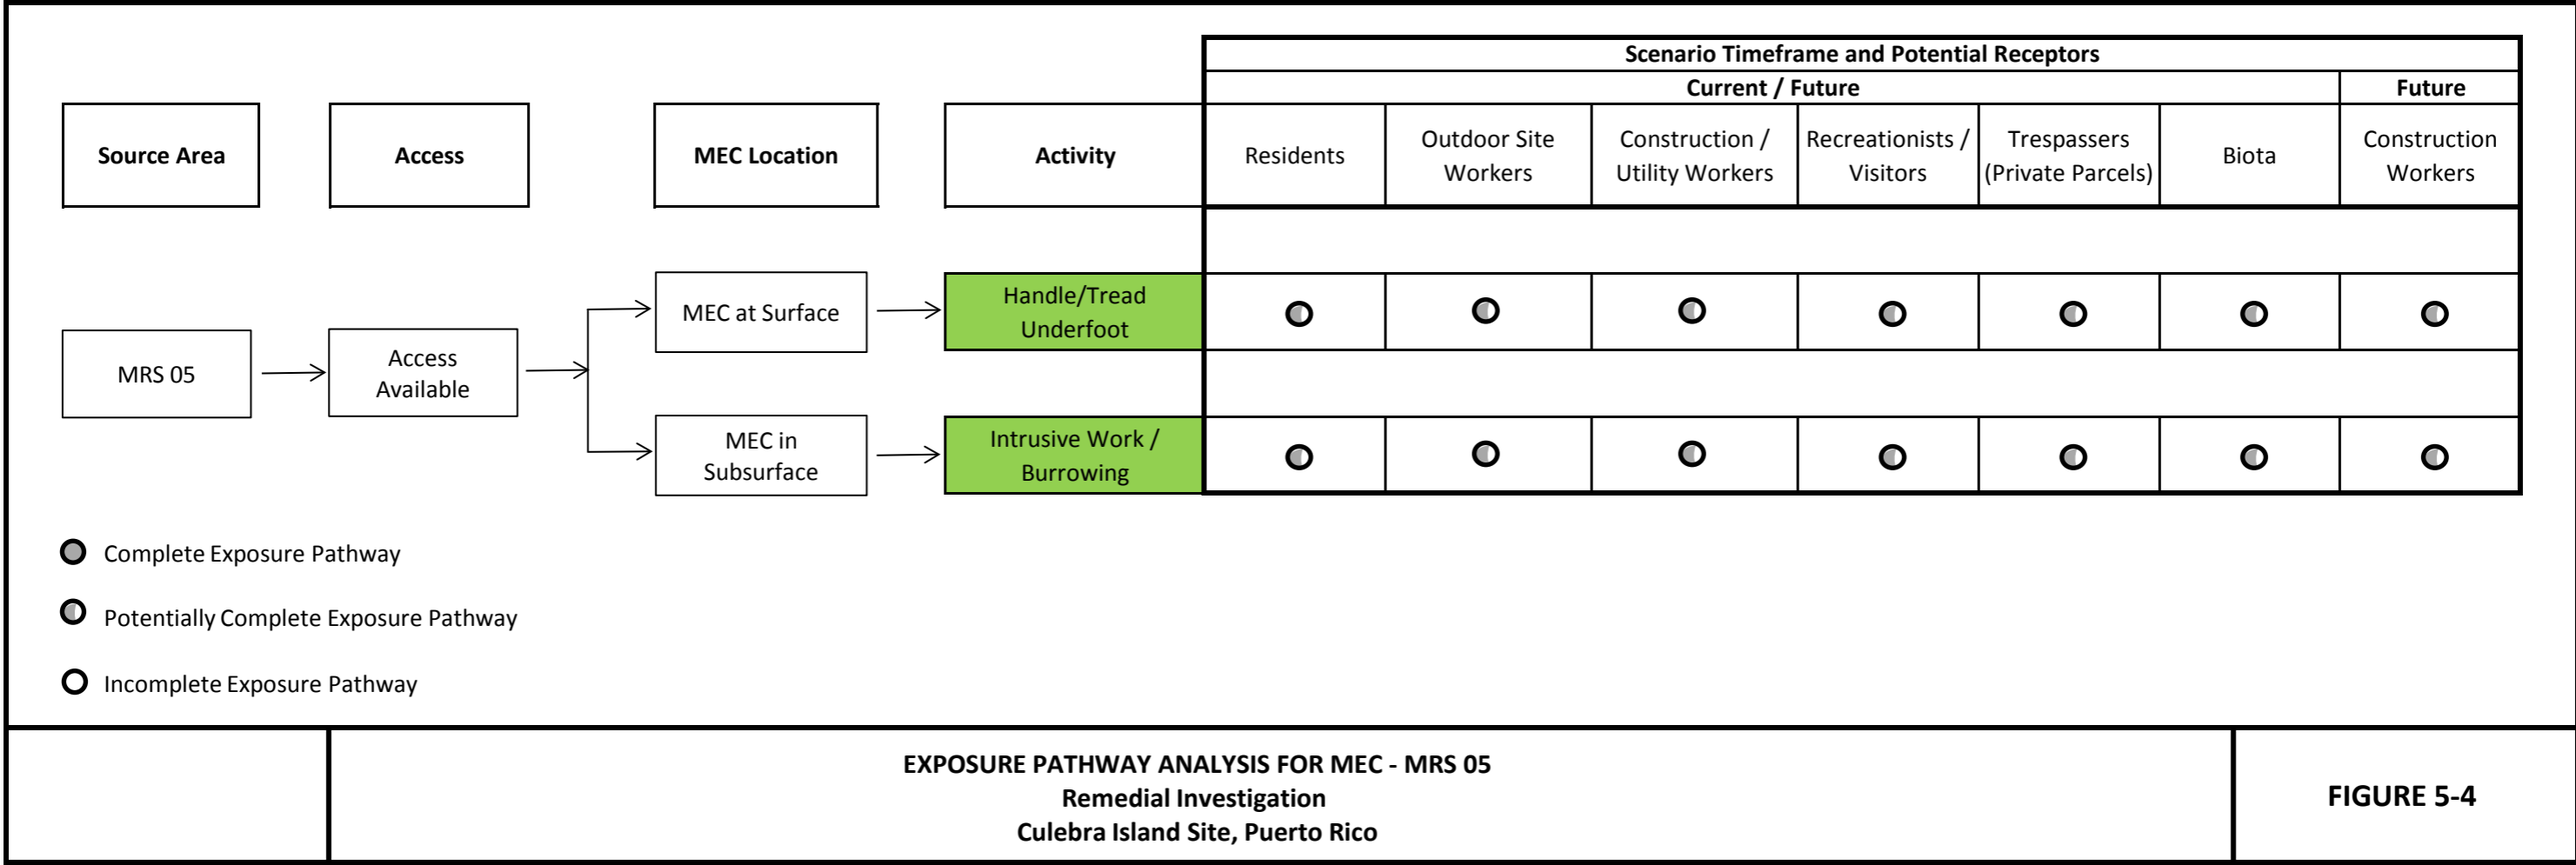 Scenario Timeframe and Potential Receptors
Current / Future
Future
Source Area
Access
MEC Location
Activity
Residents
Outdoor Site
Workers
Construction /
Utility Workers
Recreationists /
Visitors
Trespassers
(Private Parcels)
Biota
Construction
Workers
MRS 05
Access
Available
MEC at Surface
Handle/Tread
Underfoot
MEC in
Subsurface
Intrusive Work /
Burrowing
Complete Exposure Pathway
Potentially Complete Exposure Pathway
Incomplete Exposure Pathway
EXPOSURE PATHWAY ANALYSIS FOR MEC - MRS 05
Remedial Investigation
Culebra Island Site, Puerto Rico
FIGURE 5-4